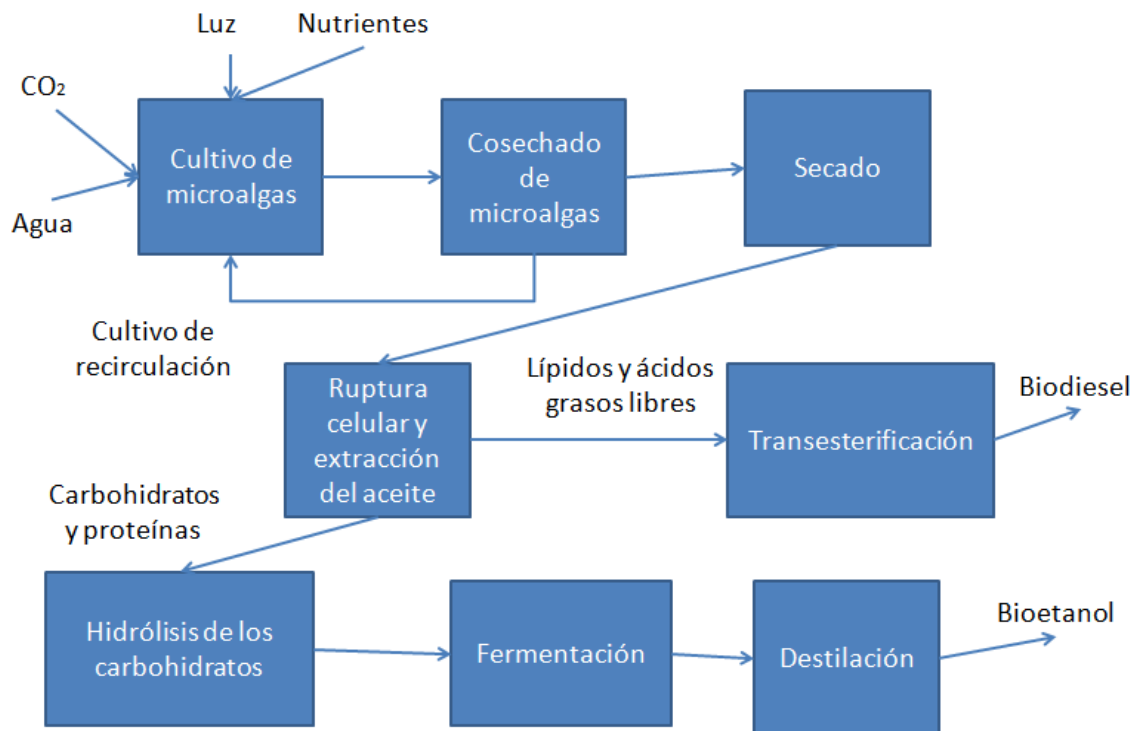 Luz
Nutrientes
CO₂
Agua
Cultivo de
microalgas
Cosechado
de
microalgas
Secado
Cultivo de
recirculación
Ruptura
celular y
extracción
del aceite
Lípidos y ácidos
grasos libres
Transesterificación
Biodiesel
Carbohidratos
y proteínas
Hidrólisis de los
carbohidratos
Fermentación
Destilación
Bioetanol